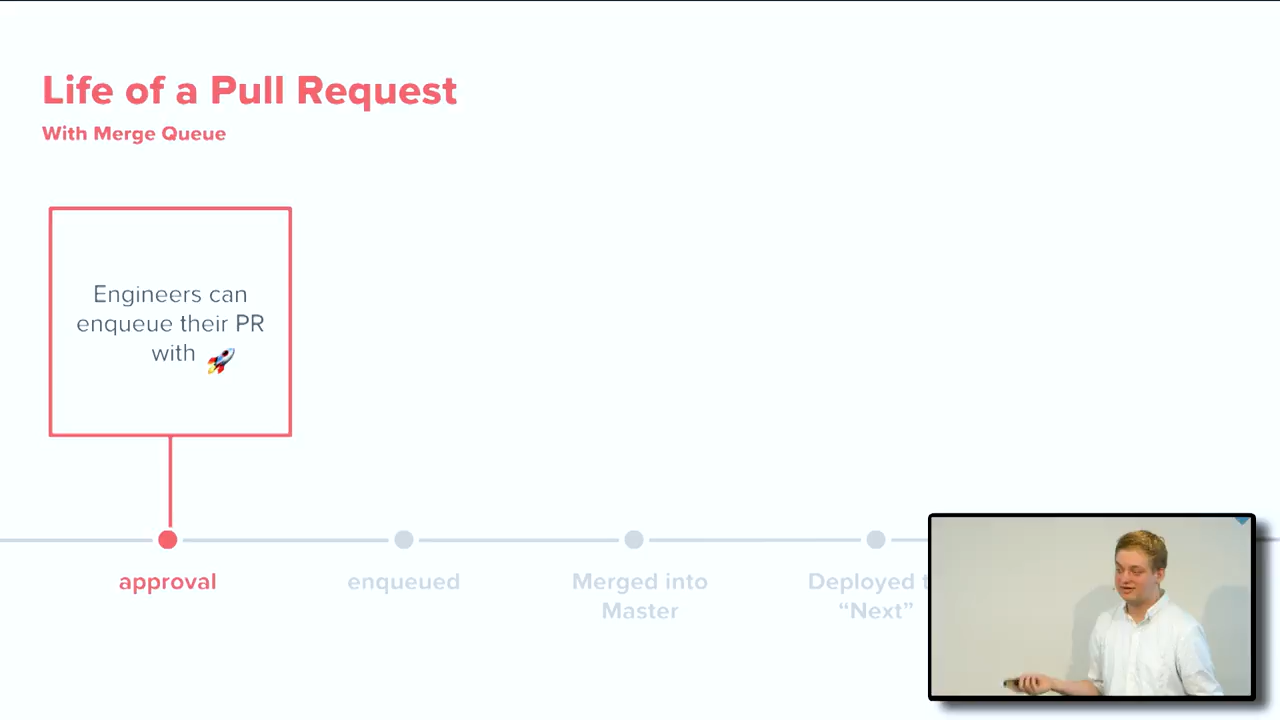 Life of a Pull Request
With Merge Queue
Engineers can
enqueue their PR
with 🚀
approval
enqueued
Merged into
Master
Deployed t
“Next”